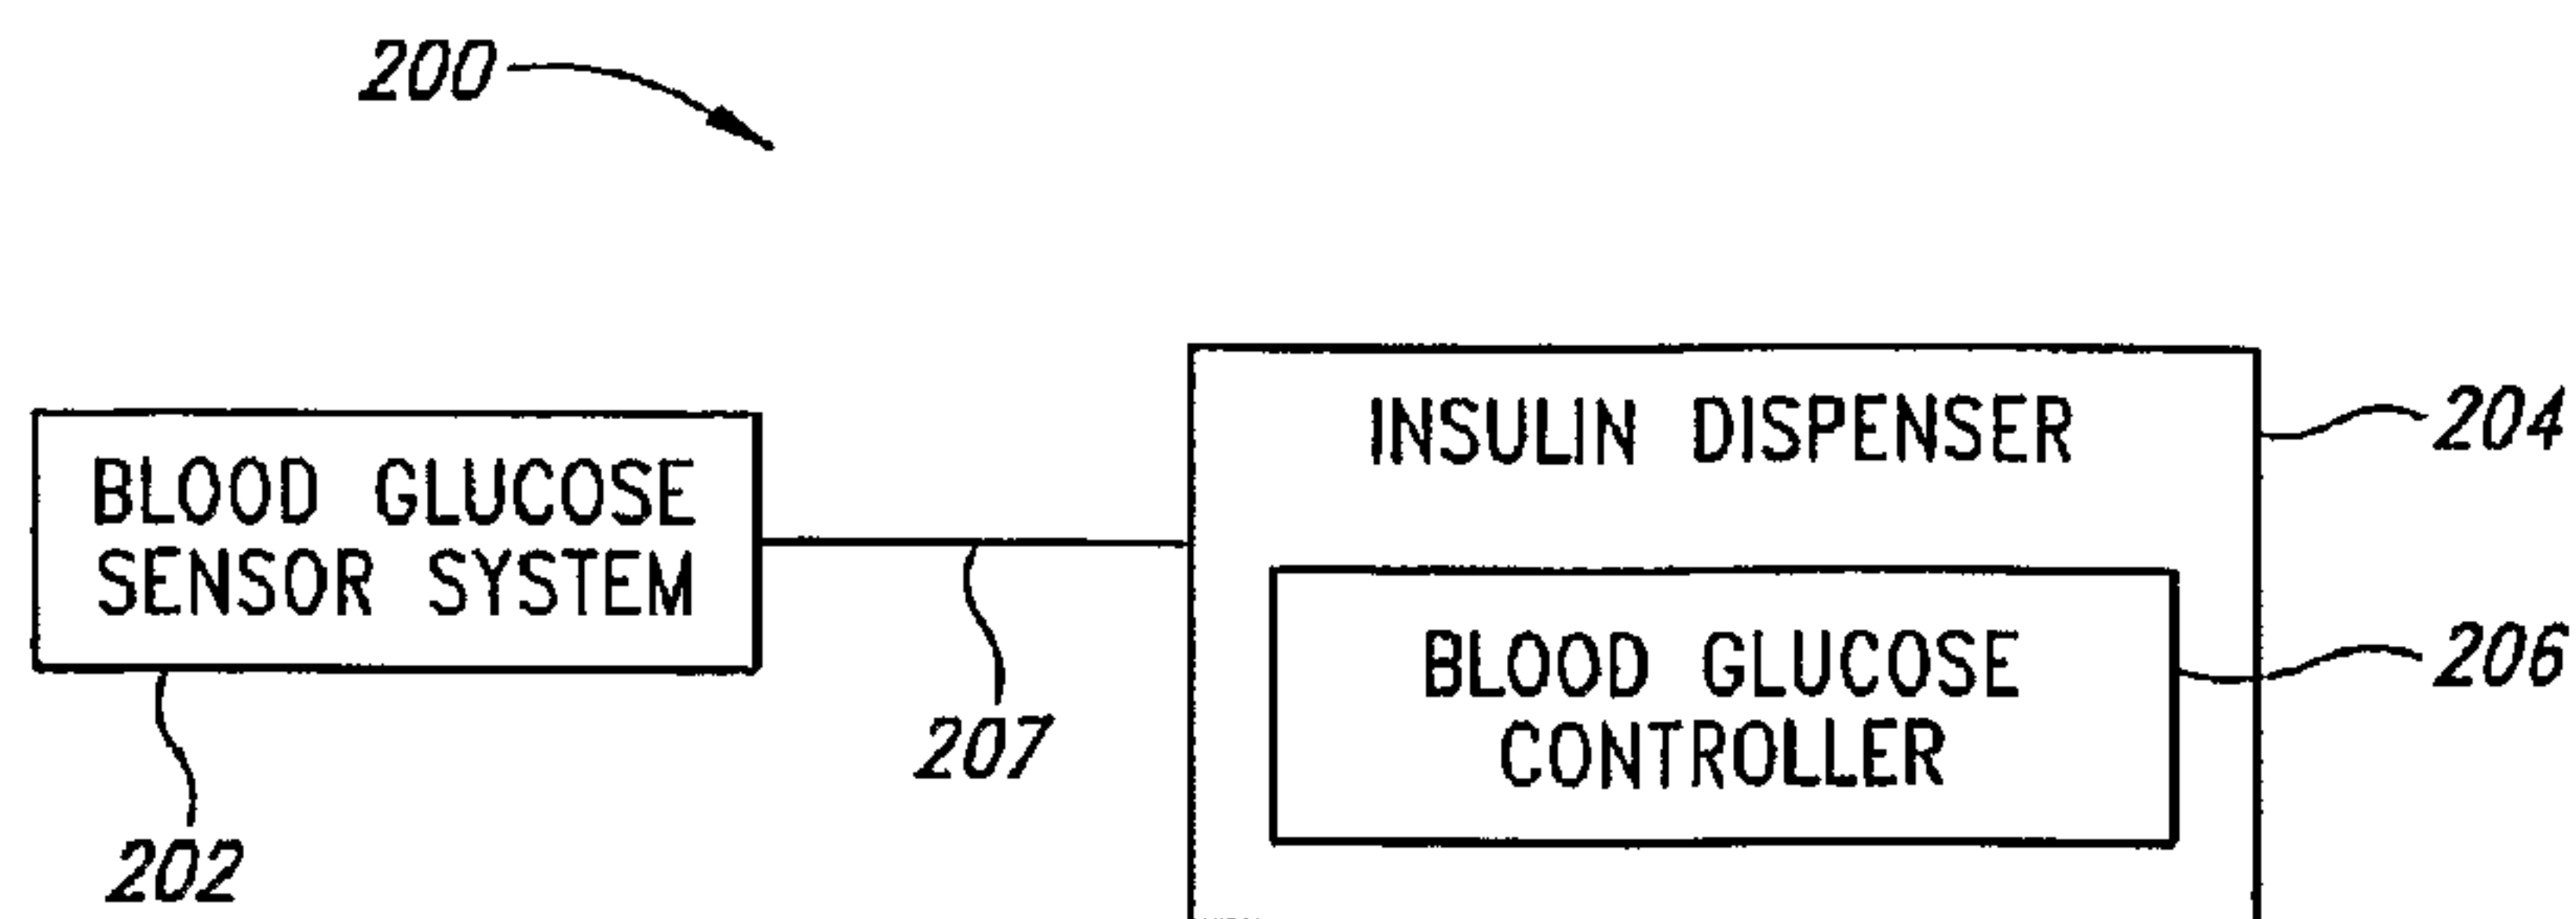 200
INSULIN DISPENSER
204
BLOOD GLUCOSE
SENSOR SYSTEM
BLOOD GLUCOSE
CONTROLLER
206
207
202